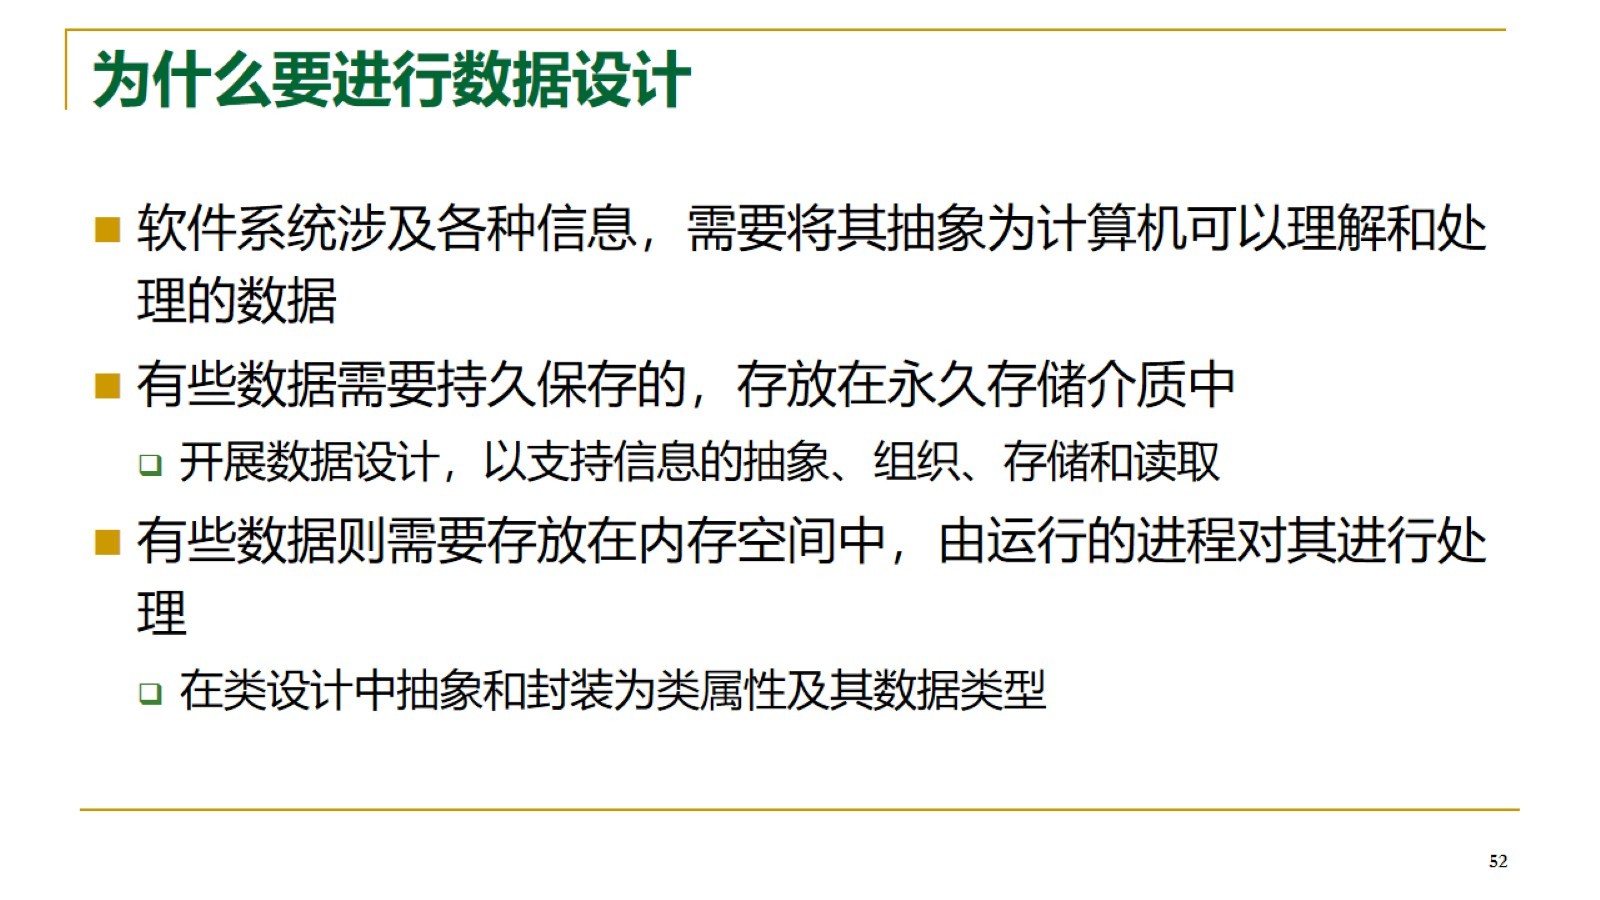 为什么要进行数据设计
软件系统涉及各种信息，需要将其抽象为计算机可以理解和处
理的数据
有些数据需要持久保存的，存放在永久存储介质中
开展数据设计，以支持信息的抽象、组织、存储和读取
有些数据则需要存放在内存空间中，由运行的进程对其进行处
理
在类设计中抽象和封装为类属性及其数据类型
52